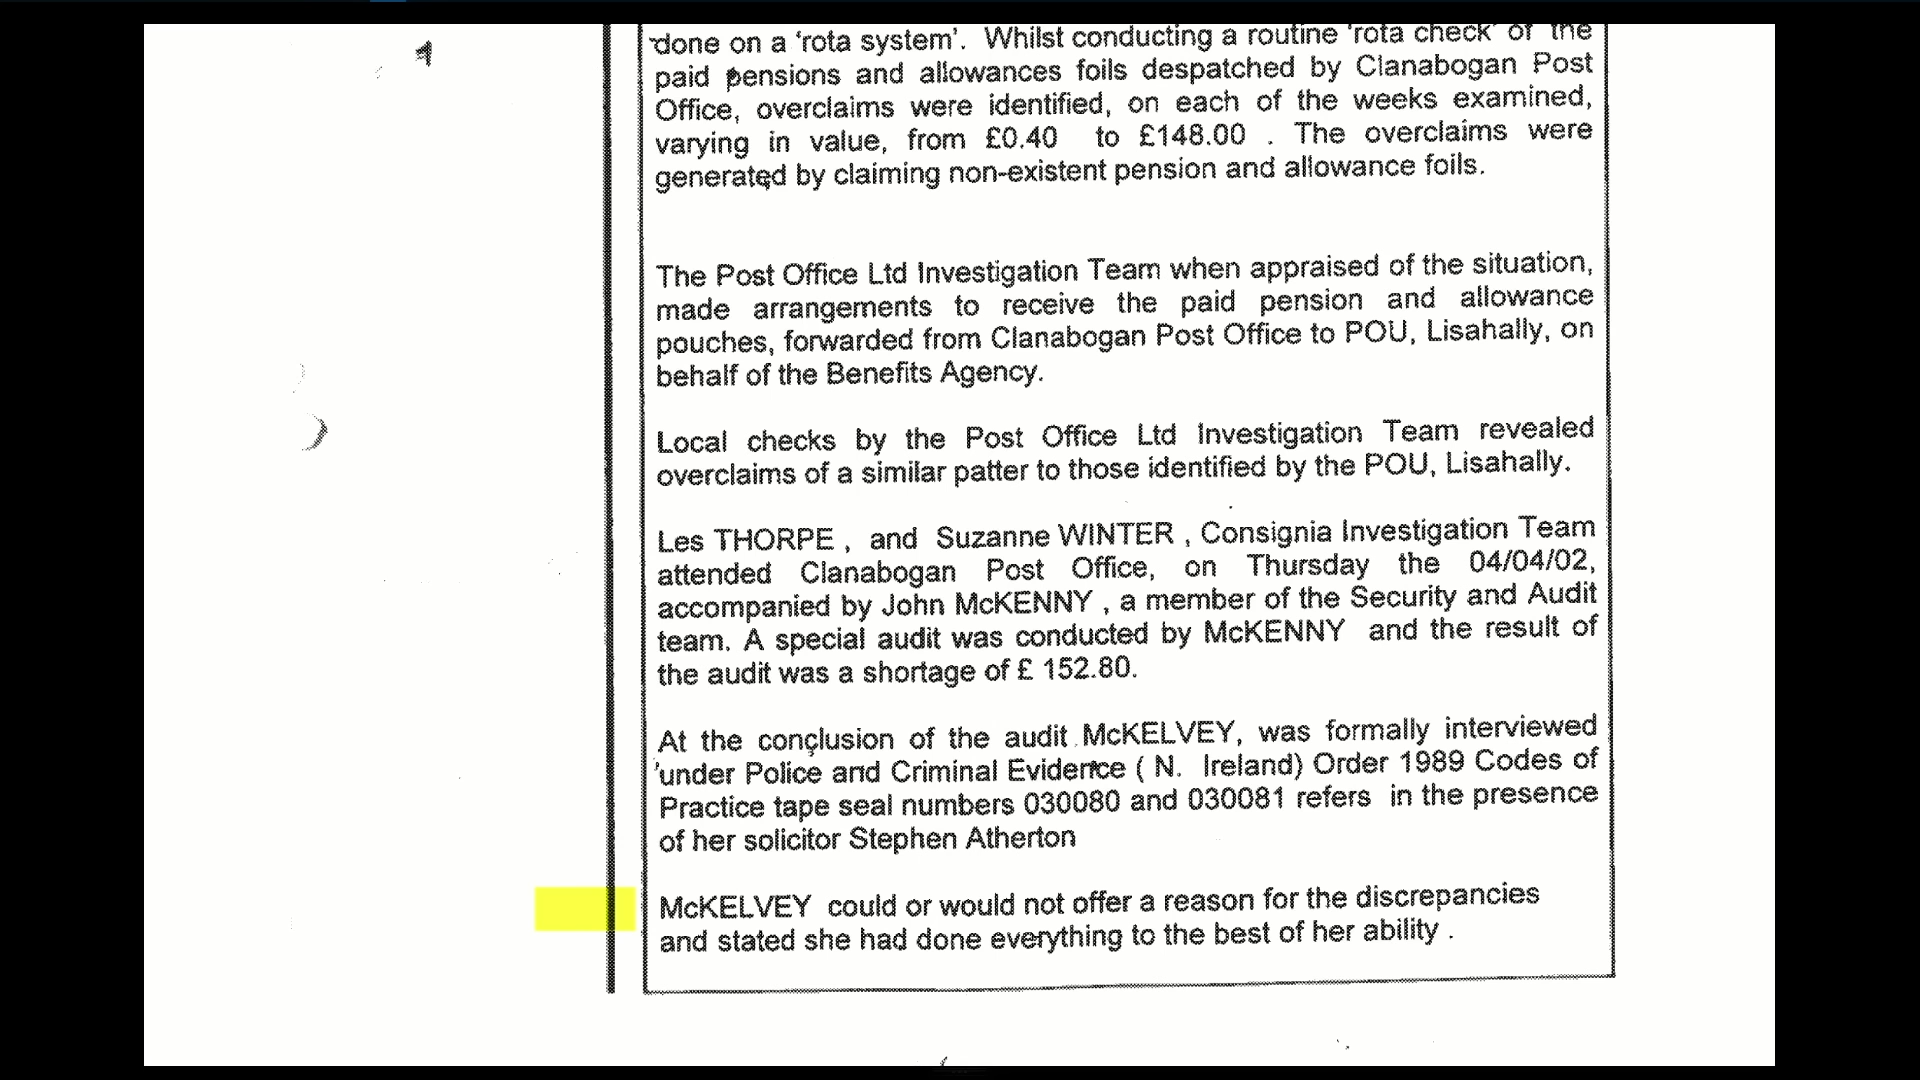 done on a ‘rota system’. Whilst conducting a routine ‘rota check’ of the
paid pensions and allowances foils despatched by Clanabogan Post
Office, overclaims were identified, on each of the weeks examined,
varying in value, from £0.40 to £148.00 . The overclaims were
generated by claiming non-existent pension and allowance foils.
The Post Office Ltd Investigation Team when appraised of the situation,
made arrangements to receive the paid pension and allowance
pouches, forwarded from Clanabogan Post Office to POU, Lisahally, on
behalf of the Benefits Agency.
Local checks by the Post Office Ltd Investigation Team revealed
overclaims of a similar patter to those identified by the POU, Lisahally.
Les THORPE , and Suzanne WINTER , Consignia Investigation Team
attended Clanabogan Post Office, on Thursday the 04/04/02,
accompanied by John McKENNY , a member of the Security and Audit
team. A special audit was conducted by McKENNY and the result of
the audit was a shortage of £ 152.80.
At the conclusion of the audit McKELVEY, was formally interviewed
under Police and Criminal Evidence ( N. Ireland) Order 1989 Codes of
Practice tape seal numbers 030080 and 030081 refers in the presence
of her solicitor Stephen Atherton
McKELVEY could or would not offer a reason for the discrepancies
and stated she had done everything to the best of her ability .